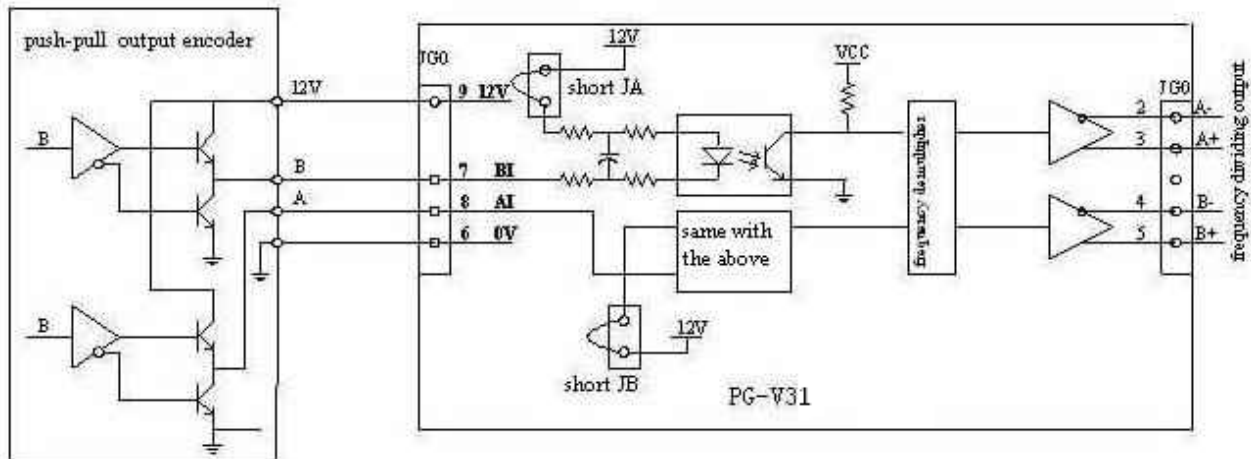 push-pull output encoder
B
B
12V
B
A
JG0
9 12V
7 BI
8 AI
6 0V
12V
short JA
VCC
same with
the above
12V
short JB
PG-V31
frequency demultiplier
JG0
2 A-
3 A+
4 B-
5 B+
frequency dividing output